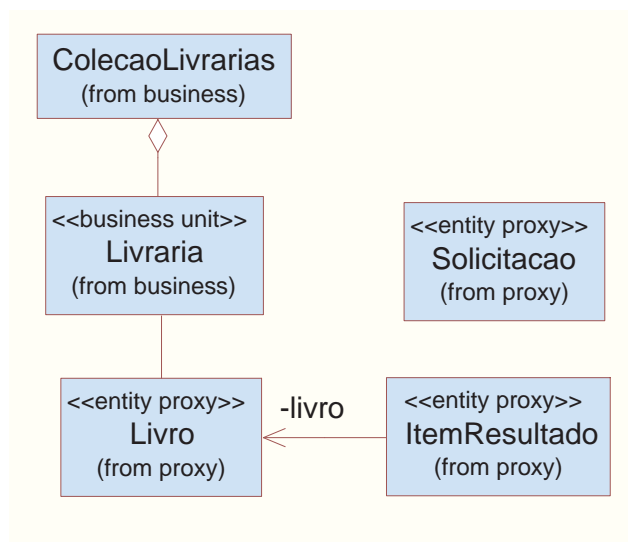 ColecaoLivrarias
(from business)
<<business unit>>
Livraria
(from business)
<<entity proxy>>
Solicitacao
(from proxy)
<<entity proxy>>
Livro
(from proxy)
-livro
<<entity proxy>>
ItemResultado
(from proxy)